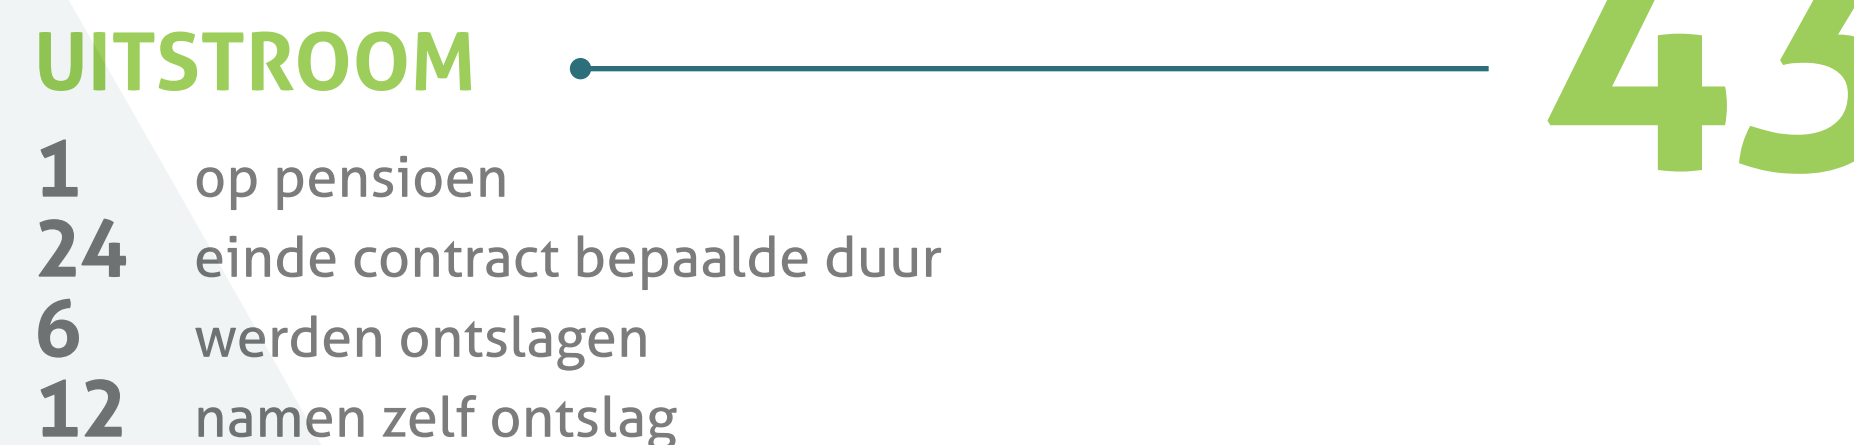 UITSTROOM 43
1 op pensioen
24 einde contract bepaalde duur
6 werden ontslagen
12 namen zelf ontslag